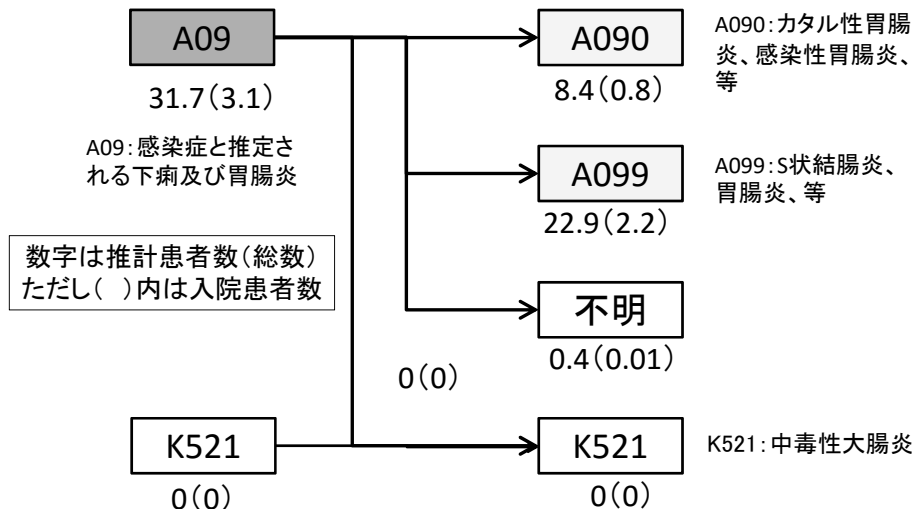 A09
31.7(3.1)
A09:感染症と推定さ
れる下痢及び胃腸炎
数字は推計患者数(総数)
ただし( )内は入院患者数
K521
0(0)
0(0)
A090
8.4(0.8)
A090:カタル性胃腸
炎、感染性胃腸炎、
等
A099
22.9(2.2)
A099:S状結腸炎、
胃腸炎、等
不明
0.4(0.01)
K521
0(0)
K521:中毒性大腸炎